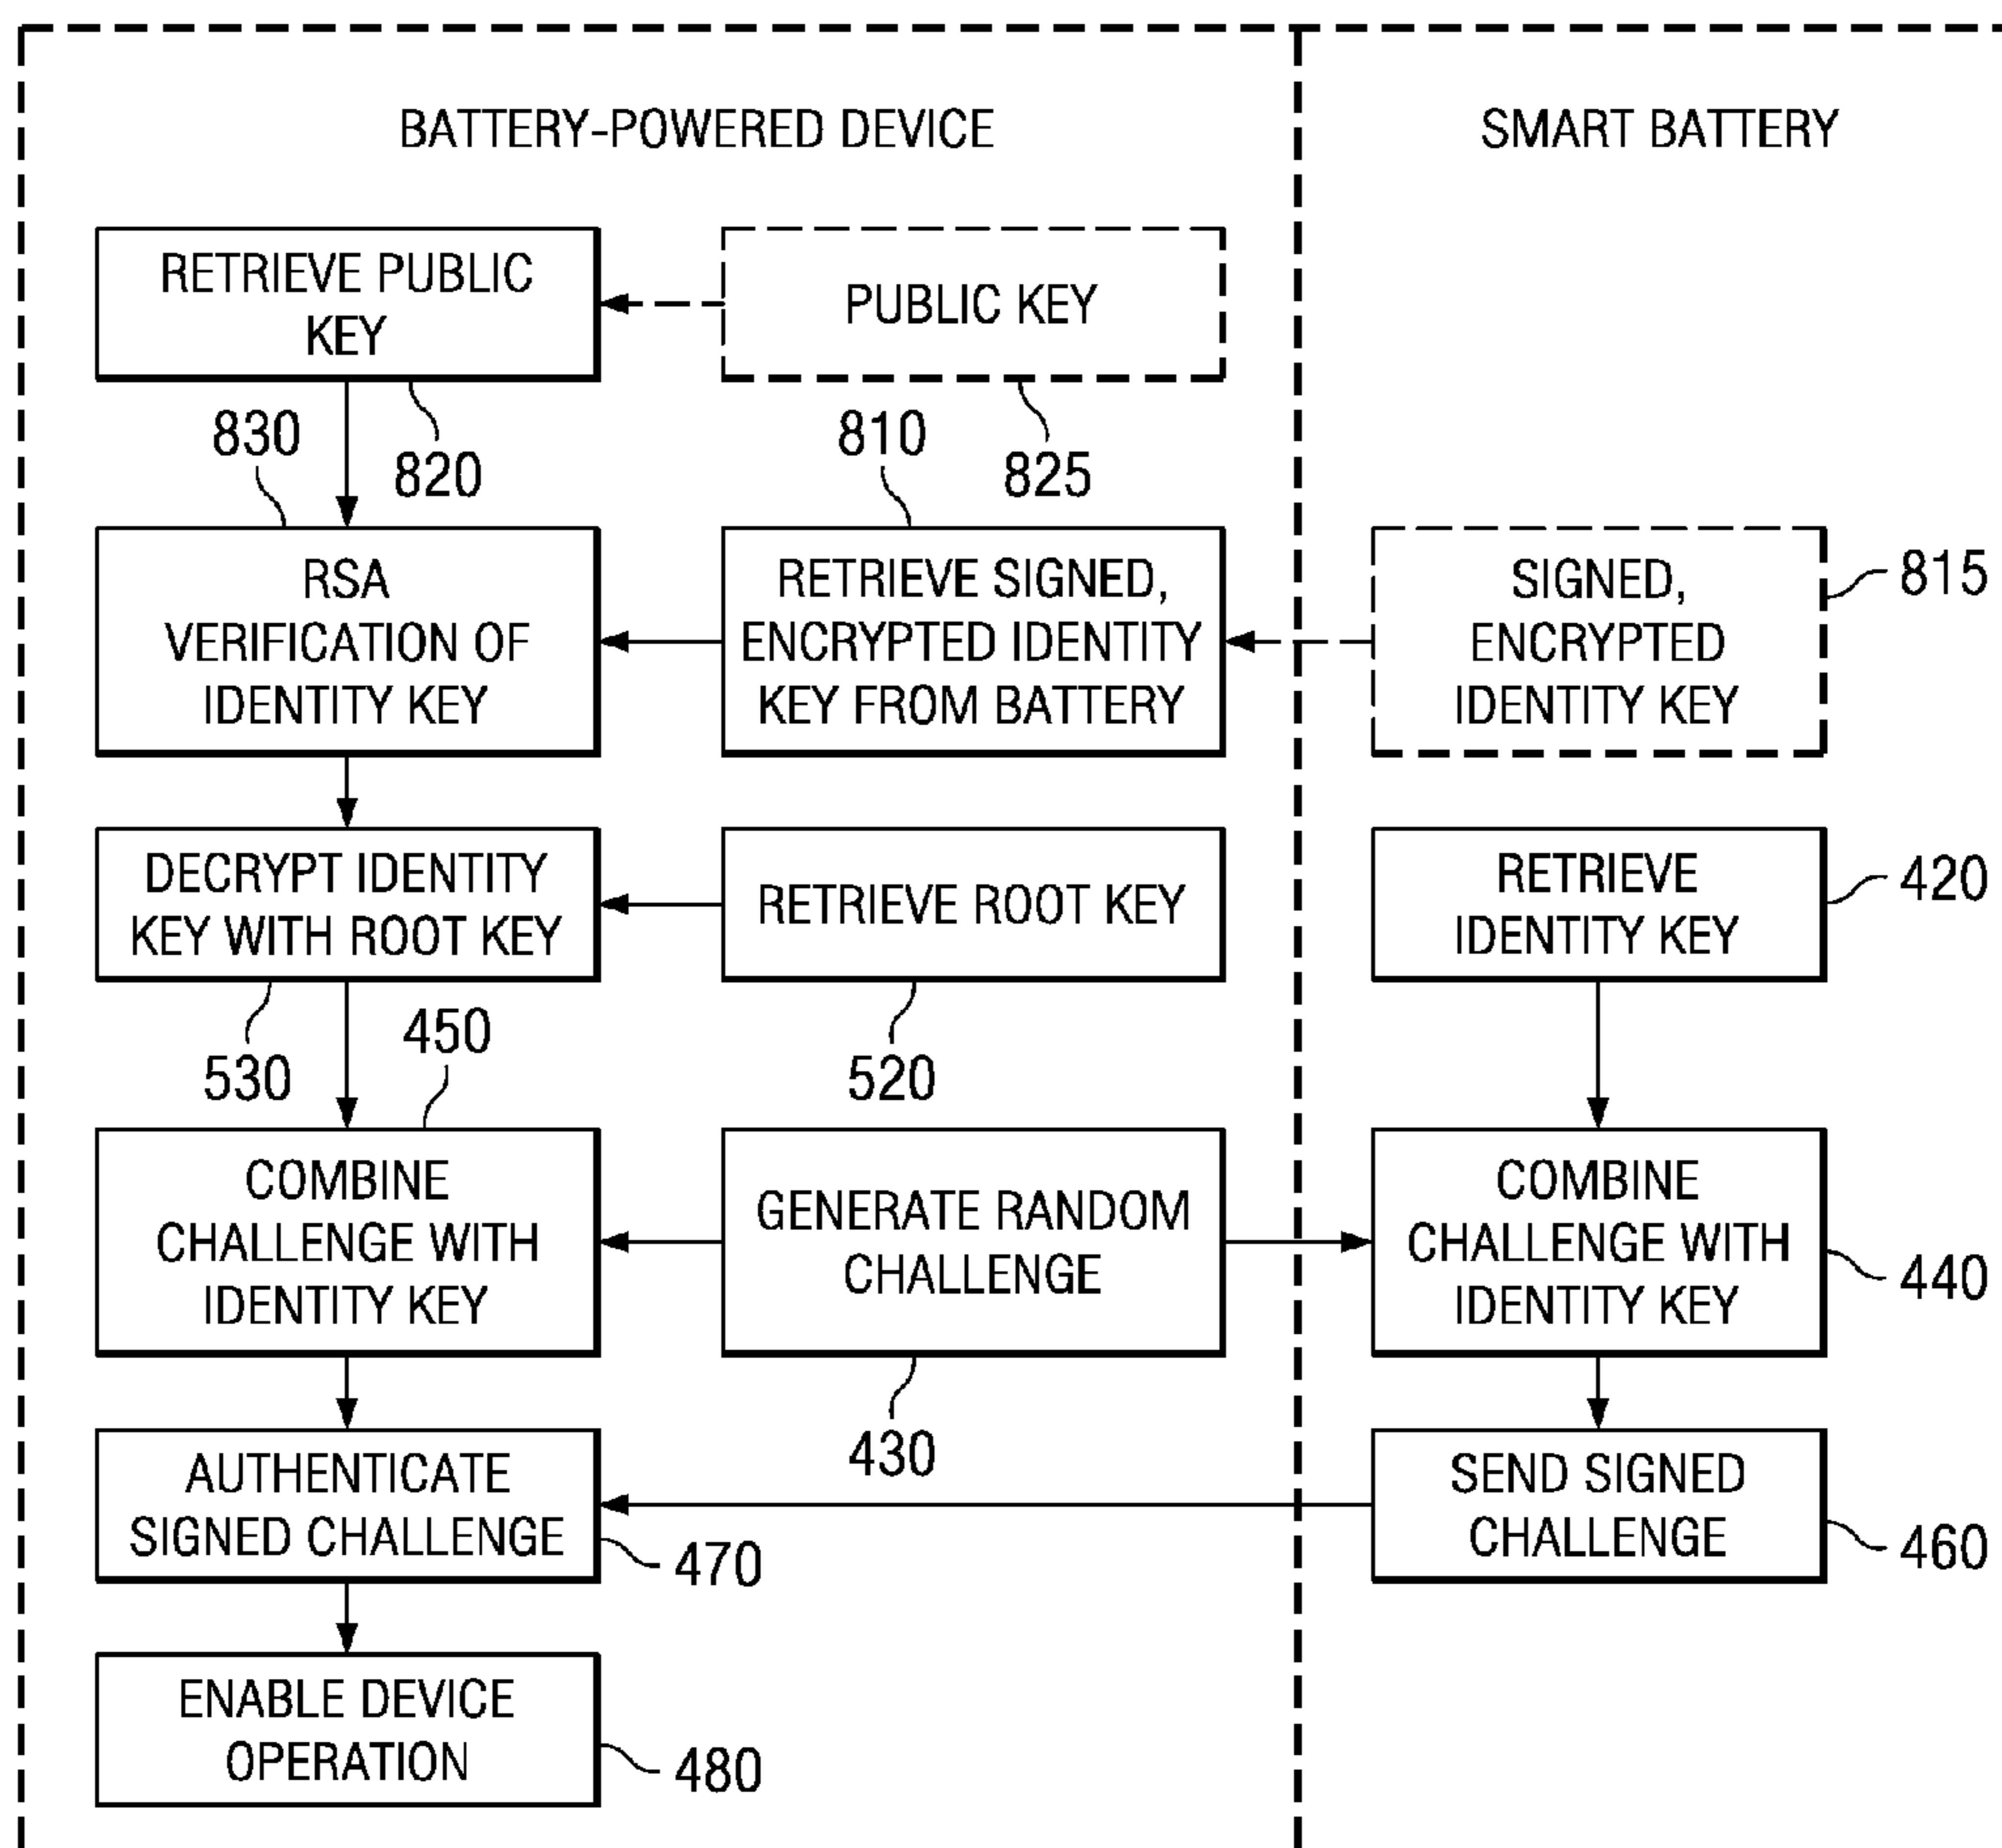 BATTERY-POWERED DEVICE
SMART BATTERY
RETRIEVE PUBLIC
KEY
PUBLIC KEY
830
820
810
825
RSA
VERIFICATION OF
IDENTITY KEY
RETRIEVE SIGNED,
ENCRYPTED IDENTITY
KEY FROM BATTERY
SIGNED,
ENCRYPTED
IDENTITY KEY
815
DECRYPT IDENTITY
KEY WITH ROOT KEY
RETRIEVE ROOT KEY
RETRIEVE
IDENTITY KEY
420
530
450
520
COMBINE
CHALLENGE WITH
IDENTITY KEY
GENERATE RANDOM
CHALLENGE
COMBINE
CHALLENGE WITH
IDENTITY KEY
440
430
AUTHENTICATE
SIGNED CHALLENGE
470
SEND SIGNED
CHALLENGE
460
ENABLE DEVICE
OPERATION
480